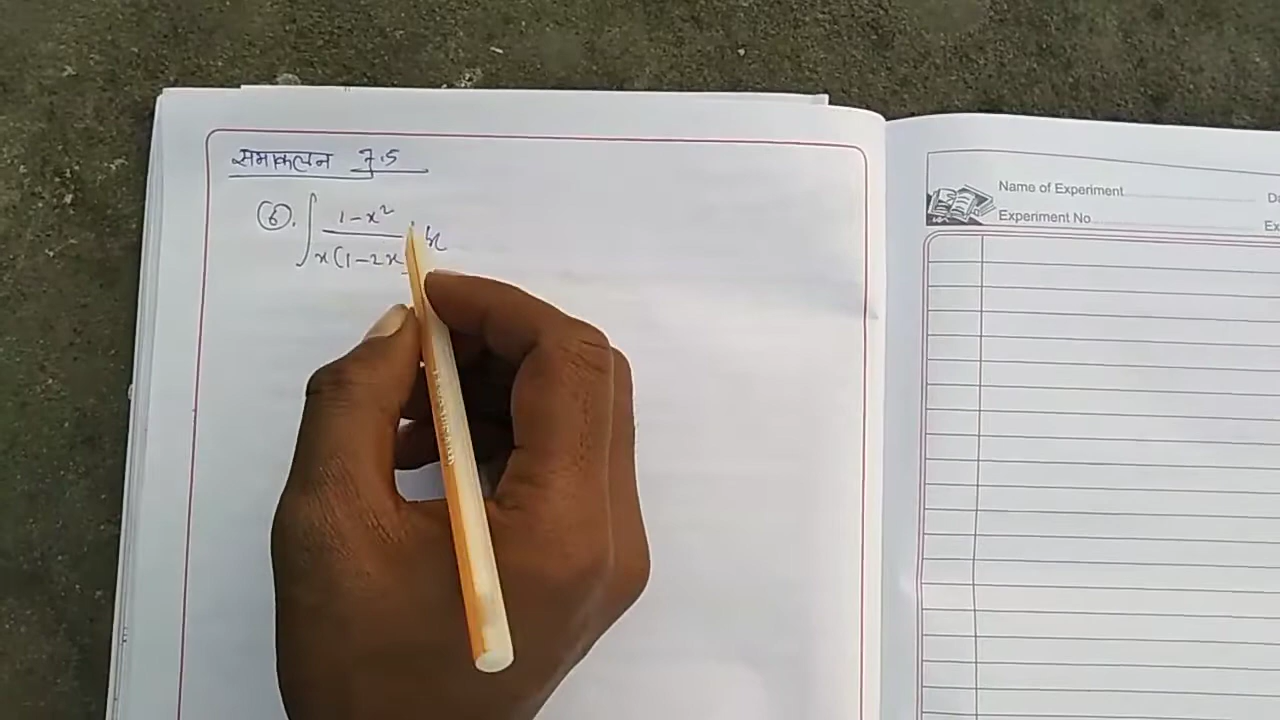 समाकलन 7.5
(6). ∫ (1-x²)/(x(1-2x)) dx
Name of Experiment
Experiment No.